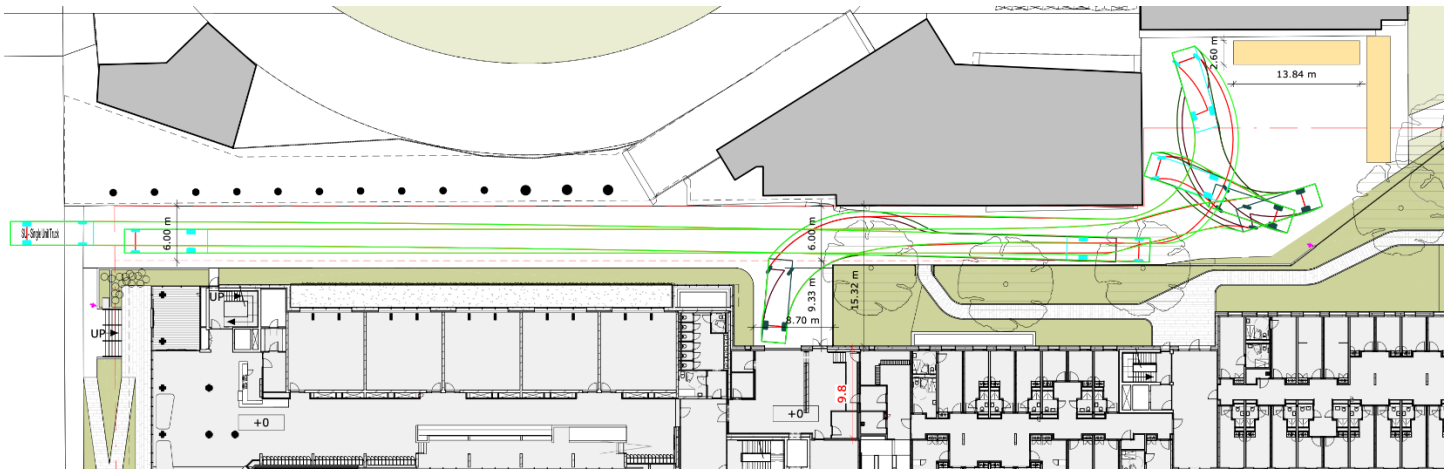 2.60 m
13.84 m
SU - Single Unit Truck
6.00 m
6.00 m
9.33 m
15.32 m
8.70 m
UP
UP
9.8
+0
+0